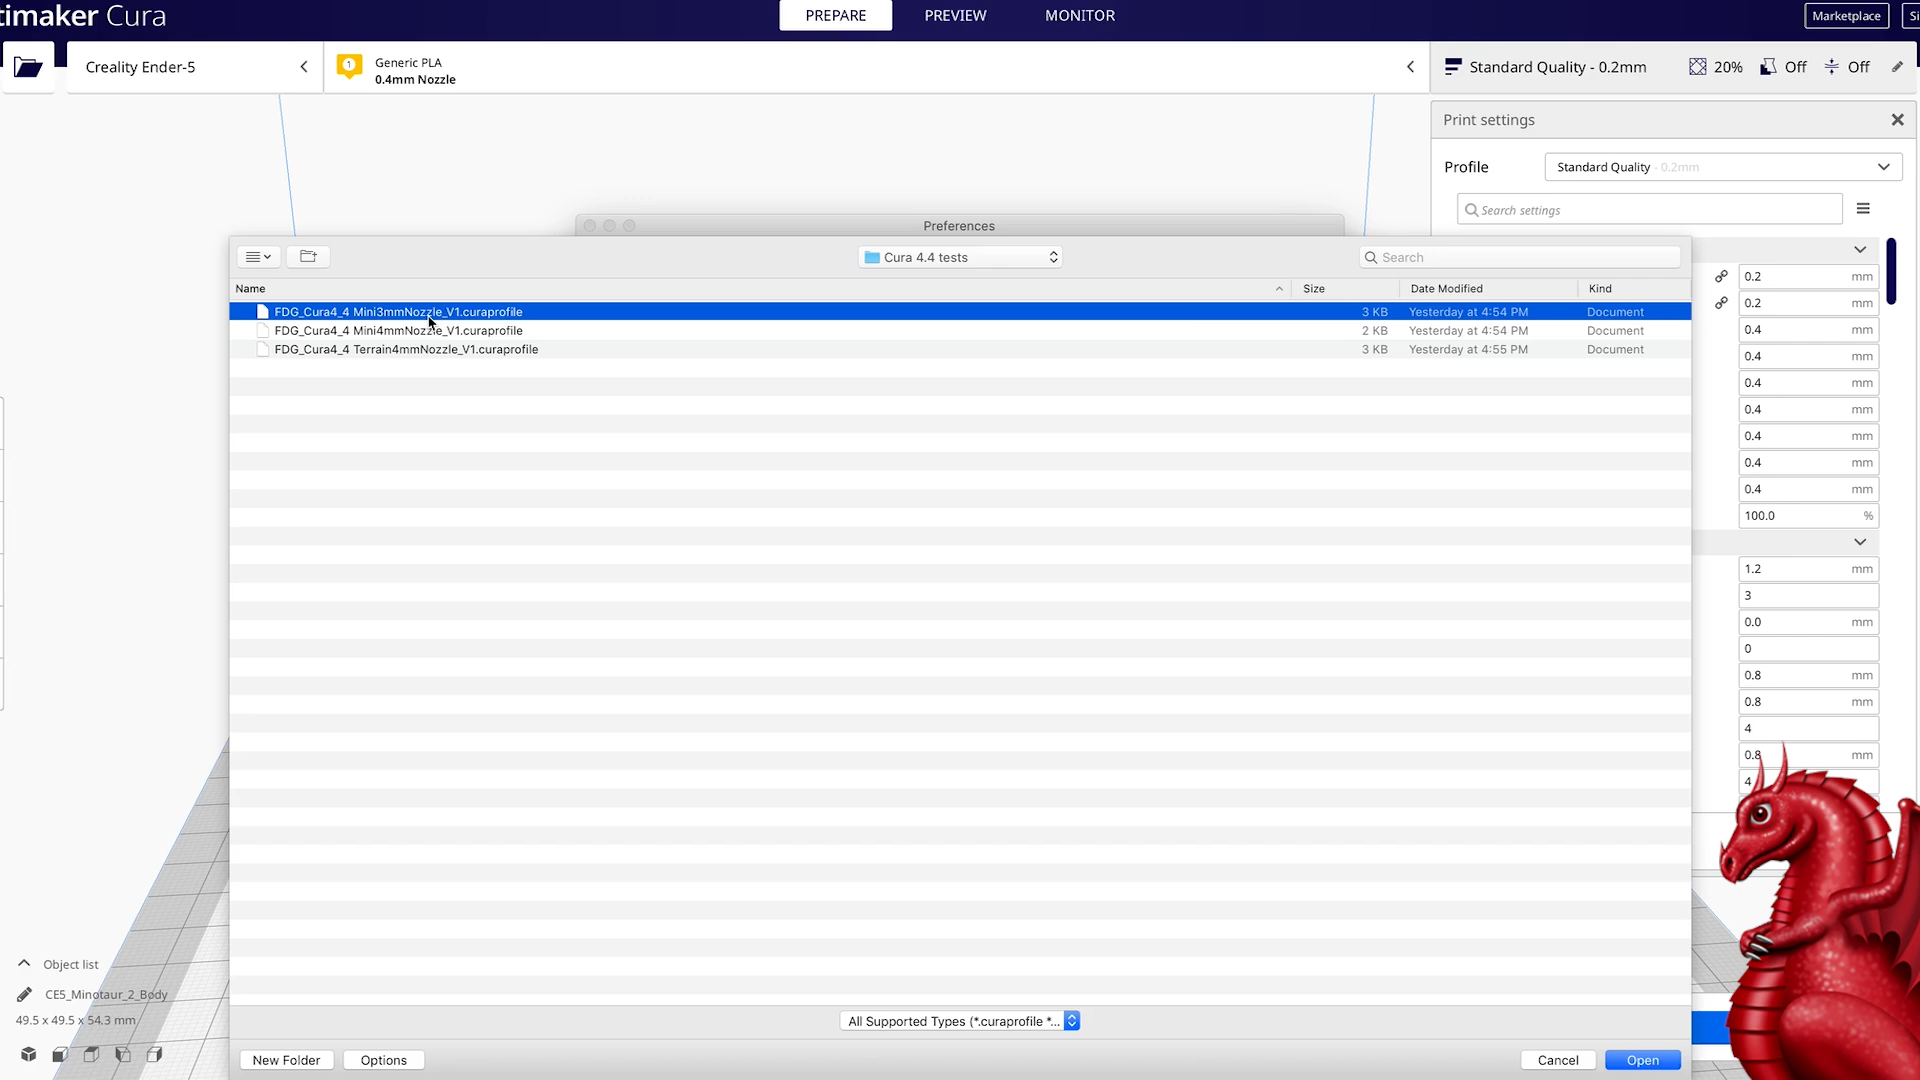 timaker Cura
PREPARE
PREVIEW
MONITOR
Marketplace
Si
Creality Ender-5
1
Generic PLA
0.4mm Nozzle
Standard Quality - 0.2mm
20%
Off
Off
Print settings
Profile
Standard Quality - 0.2mm
Search settings
Preferences
Cura 4.4 tests
Search
Name
Size
Date Modified
Kind
FDG_Cura4_4 Mini3mmNozzle_V1.curaprofile 3 KB Yesterday at 4:54 PM Document
FDG_Cura4_4 Mini4mmNozzle_V1.curaprofile 2 KB Yesterday at 4:54 PM Document
FDG_Cura4_4 Terrain4mmNozzle_V1.curaprofile 3 KB Yesterday at 4:55 PM Document
0.2 mm
0.2 mm
0.4 mm
0.4 mm
0.4 mm
0.4 mm
0.4 mm
0.4 mm
0.4 mm
100.0 %
1.2 mm
3
0.0 mm
0
0.8 mm
0.8 mm
4
0.8 mm
4
Object list
CE5_Minotaur_2_Body
49.5 x 49.5 x 54.3 mm
All Supported Types (*.curaprofile *...
New Folder
Options
Cancel
Open